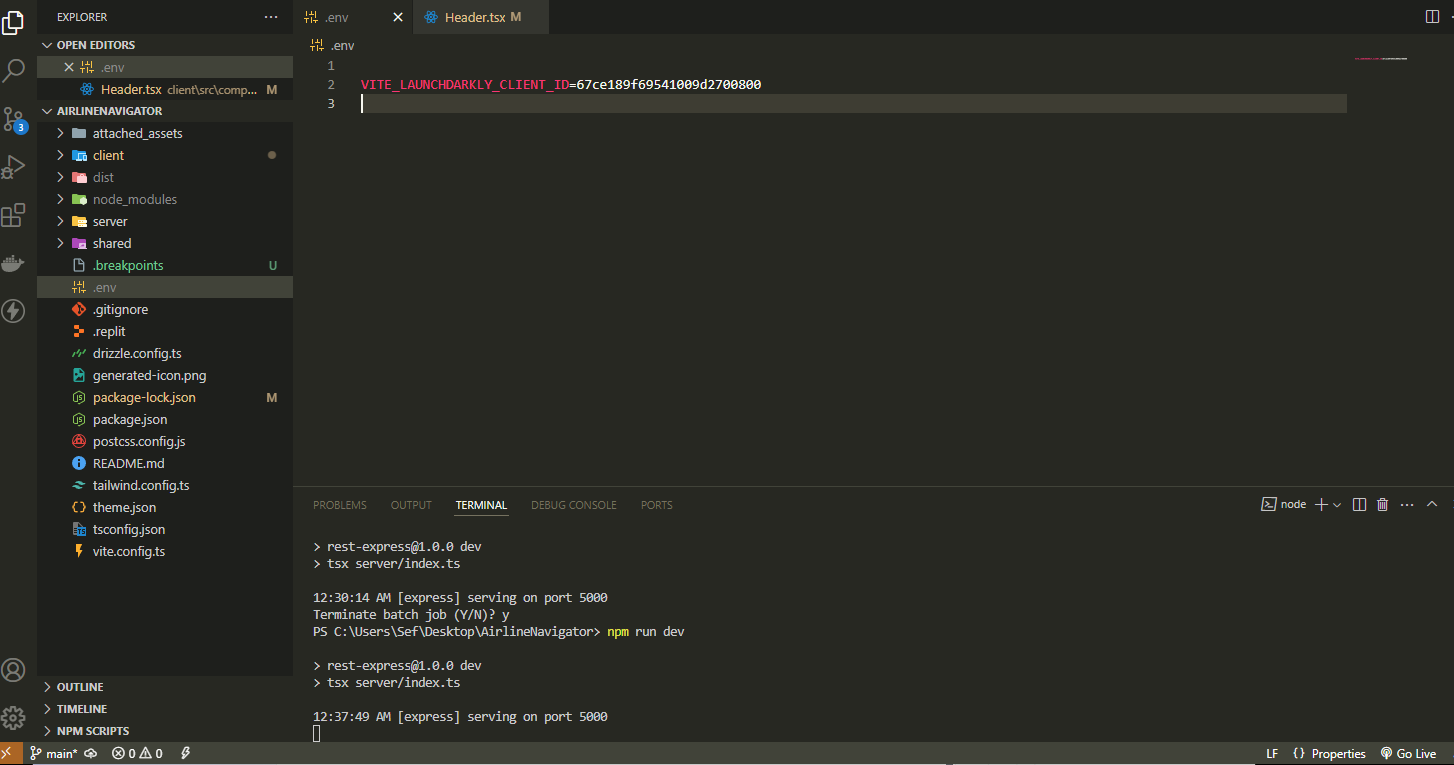 EXPLORER
.env
Header.tsx M
OPEN EDITORS
.env
Header.tsx client\src\comp... M
AIRLINENAVIGATOR
attached_assets
client
dist
node_modules
server
shared
.breakpoints U
.env
.gitignore
.replit
drizzle.config.ts
generated-icon.png
package-lock.json M
package.json
postcss.config.js
README.md
tailwind.config.ts
theme.json
tsconfig.json
vite.config.ts
OUTLINE
TIMELINE
NPM SCRIPTS
3
.env
1
2 VITE_LAUNCHDARKLY_CLIENT_ID=67ce189f69541009d2700800
3
PROBLEMS OUTPUT TERMINAL DEBUG CONSOLE PORTS
node
> rest-express@1.0.0 dev
> tsx server/index.ts
12:30:14 AM [express] serving on port 5000
Terminate batch job (Y/N)? y
PS C:\Users\Sef\Desktop\AirlineNavigator> npm run dev
> rest-express@1.0.0 dev
> tsx server/index.ts
12:37:49 AM [express] serving on port 5000
main* 0 0
LF {} Properties Go Live